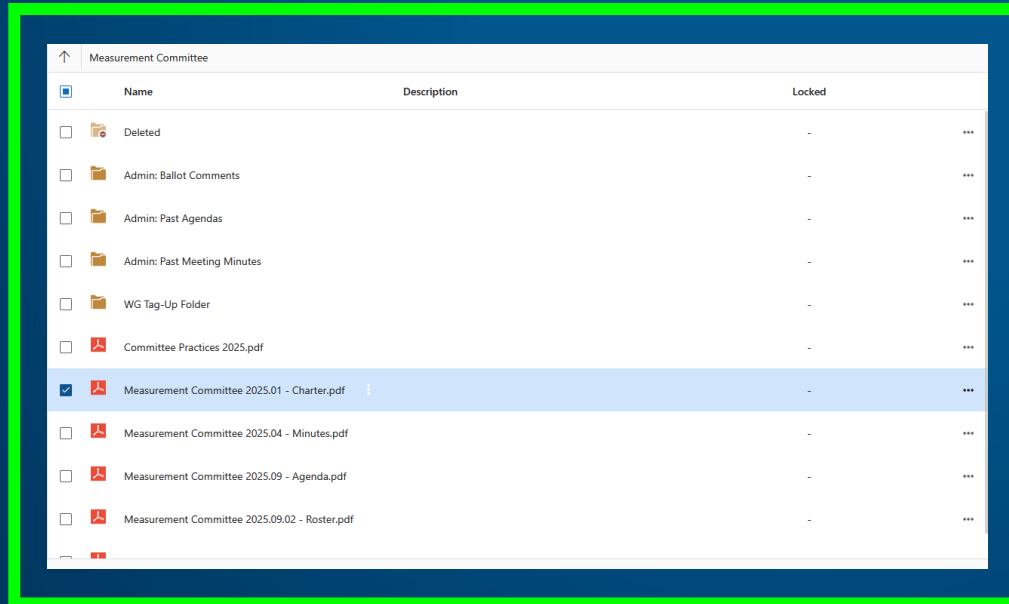 Measurement Committee
Name Description Locked
Deleted -
Admin: Ballot Comments -
Admin: Past Agendas -
Admin: Past Meeting Minutes -
WG Tag-Up Folder -
Committee Practices 2025.pdf -
Measurement Committee 2025.01 - Charter.pdf -
Measurement Committee 2025.04 - Minutes.pdf -
Measurement Committee 2025.09 - Agenda.pdf -
Measurement Committee 2025.09.02 - Roster.pdf -